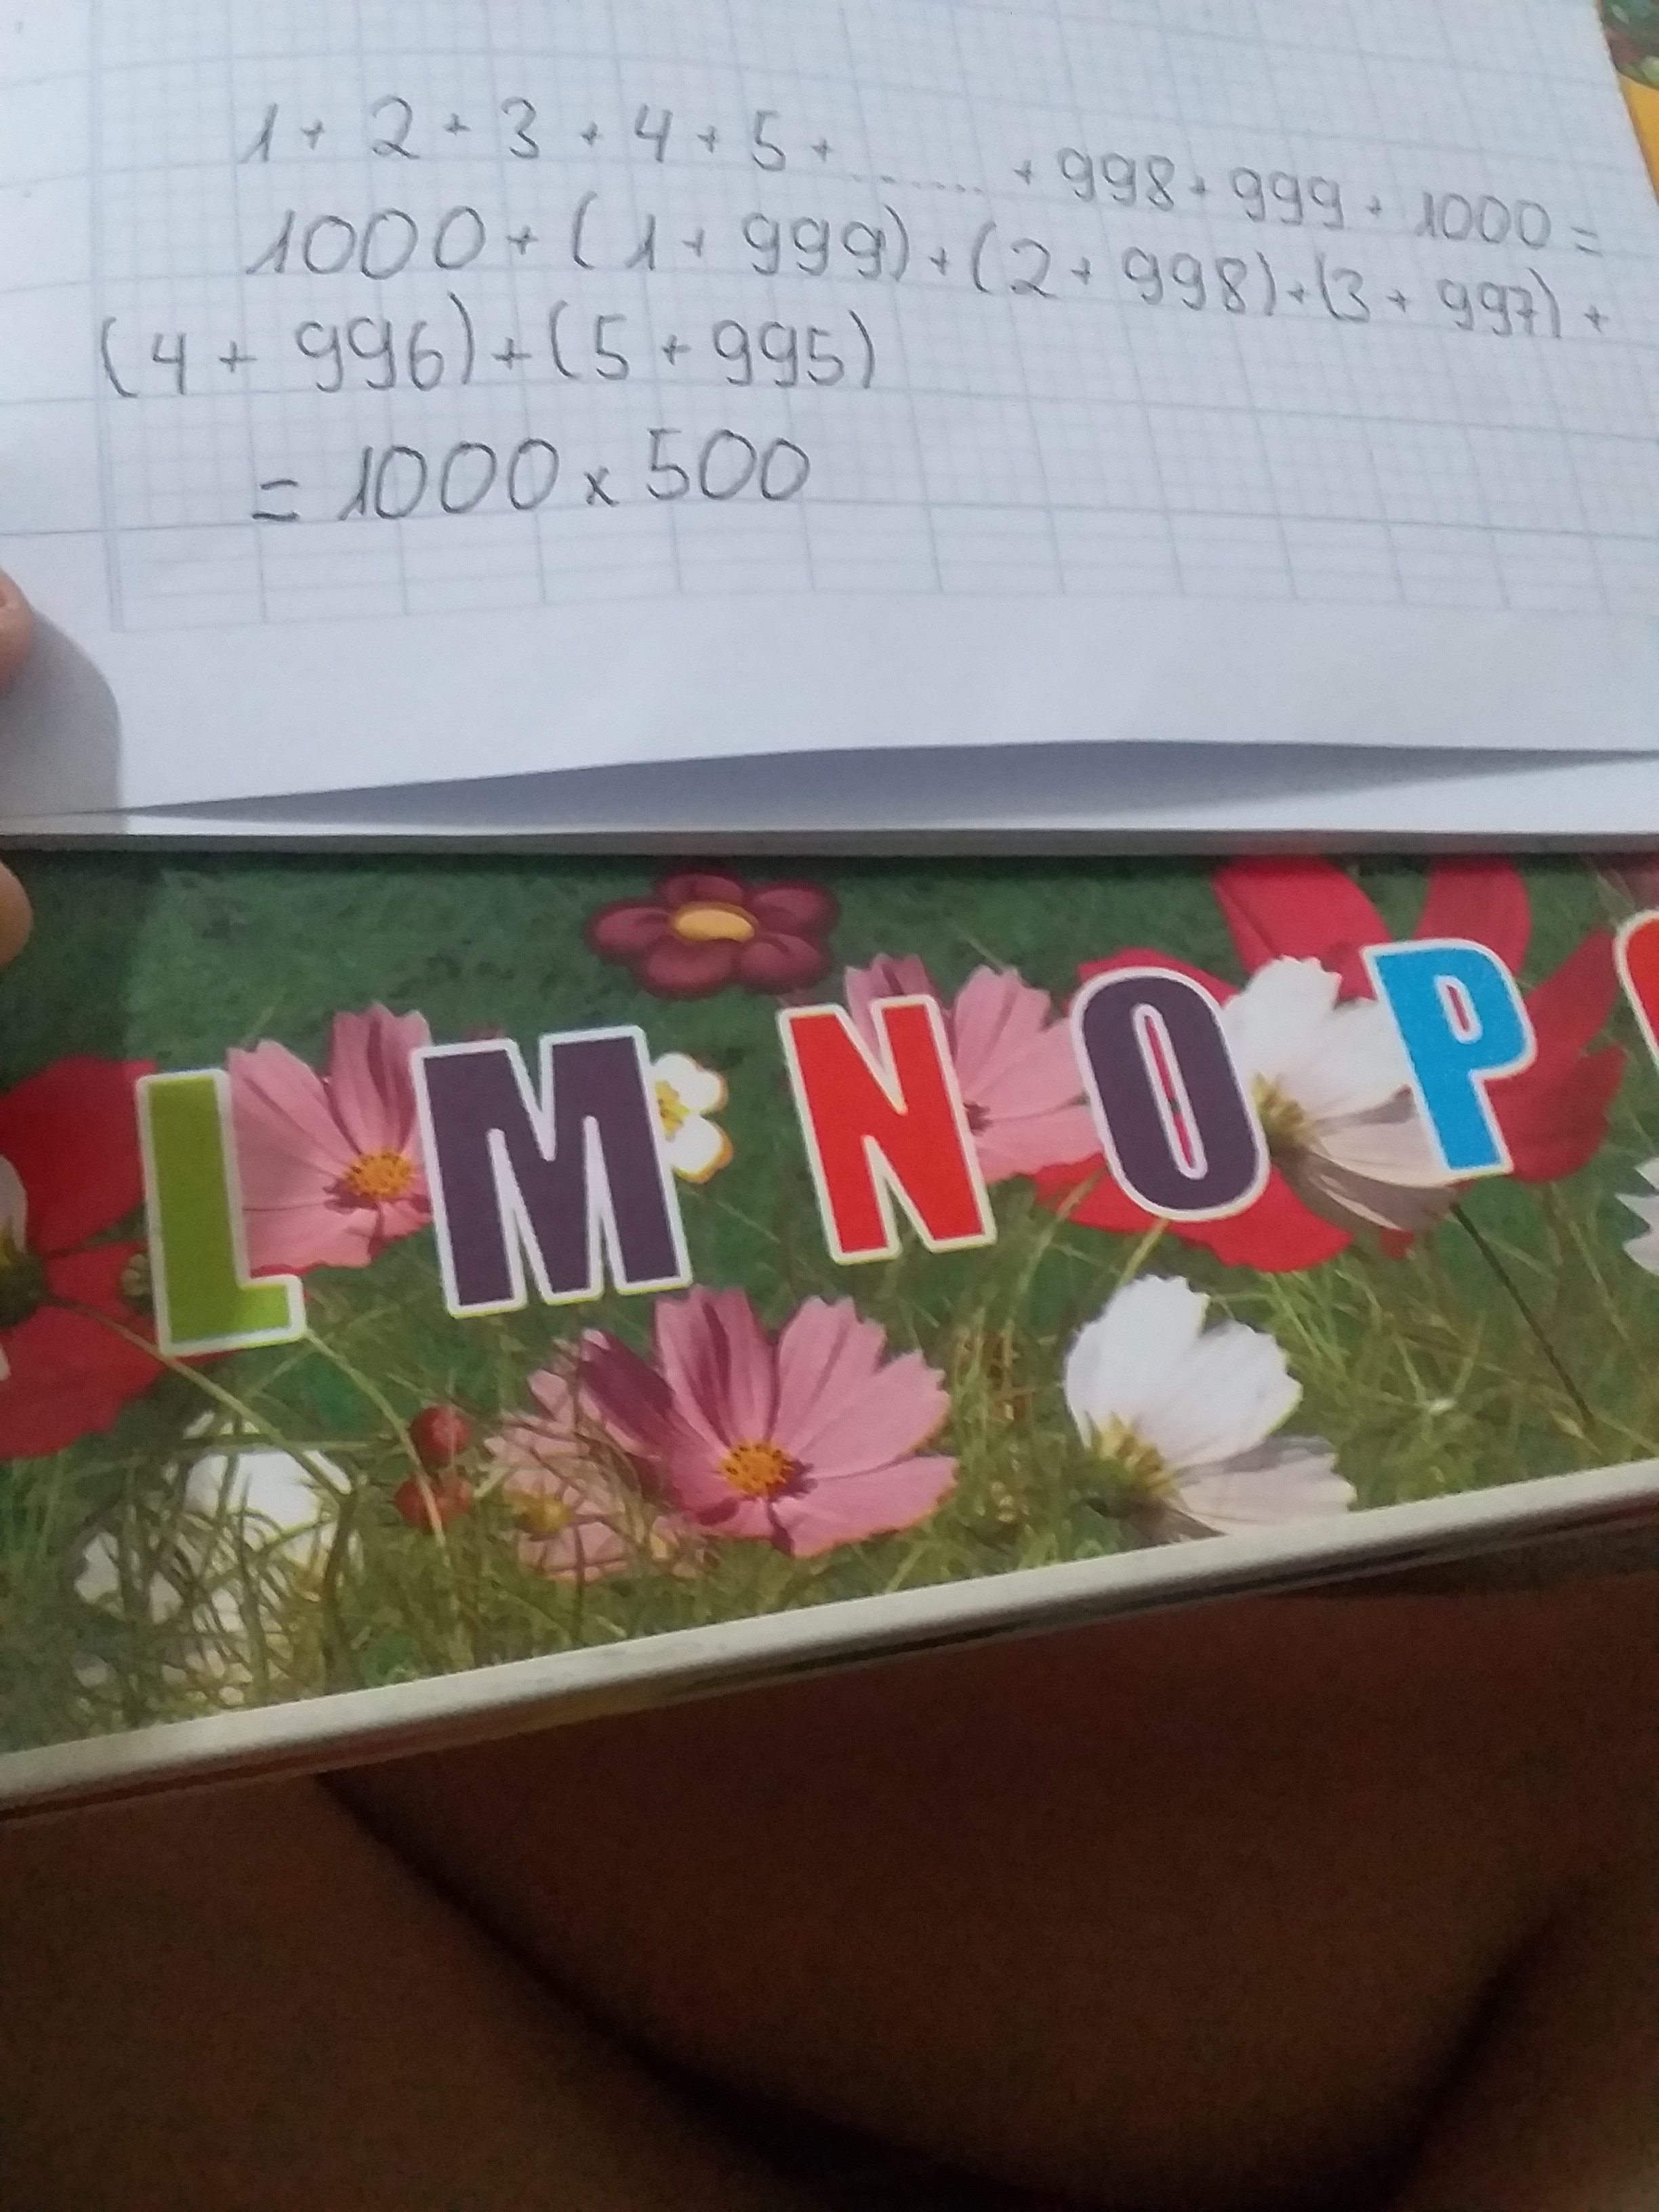 1 + 2 + 3 + 4 + 5 + ....... + 998 + 999 + 1000 =
1000 + (1 + 999) + (2 + 998) + (3 + 997) +
(4 + 996) + (5 + 995)
= 1000 x 500
L M N O P